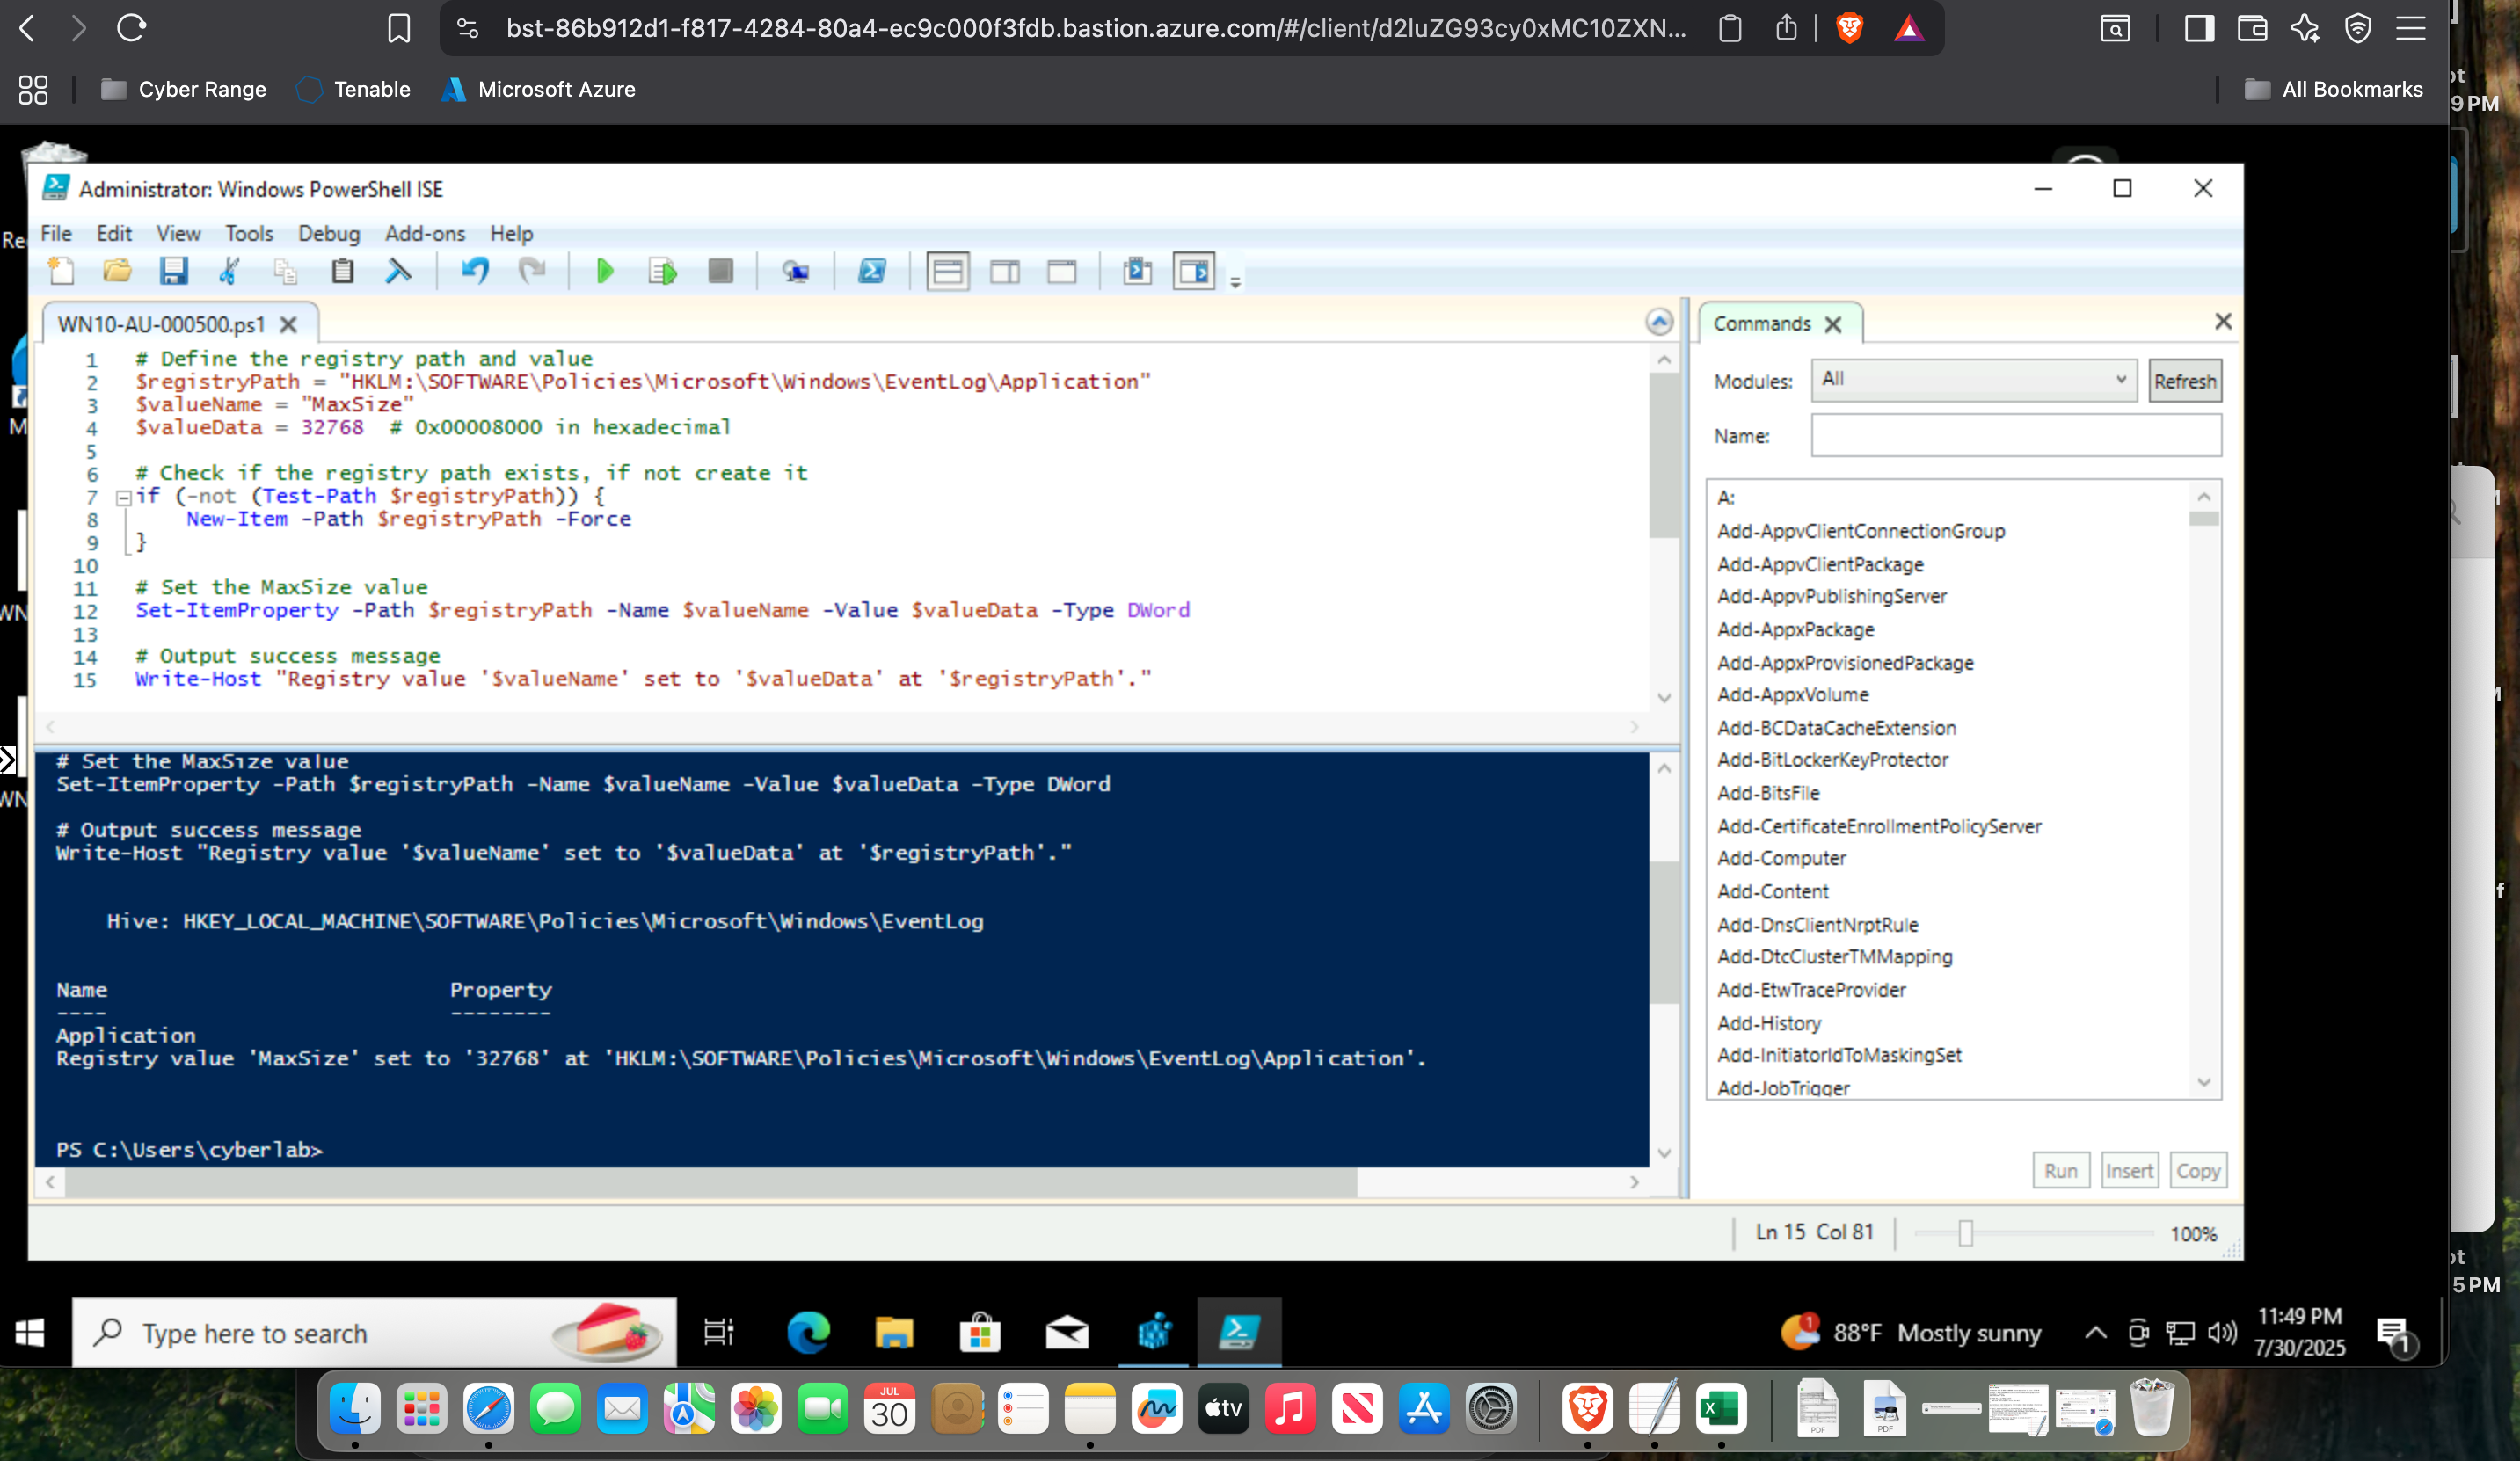 bst-86b912d1-f817-4284-80a4-ec9c000f3fdb.bastion.azure.com/#/client/d2luZG93cy0xMC10ZXN...
Cyber Range
Tenable
Microsoft Azure
All Bookmarks
9 PM
Administrator: Windows PowerShell ISE
File Edit View Tools Debug Add-ons Help
WN10-AU-000500.ps1
1 # Define the registry path and value
2 $registryPath = "HKLM:\SOFTWARE\Policies\Microsoft\Windows\EventLog\Application"
3 $valueName = "MaxSize"
4 $valueData = 32768 # 0x00008000 in hexadecimal
5
6 # Check if the registry path exists, if not create it
7 if (-not (Test-Path $registryPath)) {
8 New-Item -Path $registryPath -Force
9 }
10
11 # Set the MaxSize value
12 Set-ItemProperty -Path $registryPath -Name $valueName -Value $valueData -Type DWord
13
14 # Output success message
15 Write-Host "Registry value '$valueName' set to '$valueData' at '$registryPath'."
# Set the MaxSize value
Set-ItemProperty -Path $registryPath -Name $valueName -Value $valueData -Type DWord
# Output success message
Write-Host "Registry value '$valueName' set to '$valueData' at '$registryPath'."
Hive: HKEY_LOCAL_MACHINE\SOFTWARE\Policies\Microsoft\Windows\EventLog
Name Property
---- --------
Application
Registry value 'MaxSize' set to '32768' at 'HKLM:\SOFTWARE\Policies\Microsoft\Windows\EventLog\Application'.
PS C:\Users\cyberlab>
Commands
Modules: All Refresh
Name:
A:
Add-AppvClientConnectionGroup
Add-AppvClientPackage
Add-AppvPublishingServer
Add-AppxPackage
Add-AppxProvisionedPackage
Add-AppxVolume
Add-BCDataCacheExtension
Add-BitLockerKeyProtector
Add-BitsFile
Add-CertificateEnrollmentPolicyServer
Add-Computer
Add-Content
Add-DnsClientNrptRule
Add-DtcClusterTMMapping
Add-EtwTraceProvider
Add-History
Add-InitiatorIdToMaskingSet
Add-JobTrigger
Run Insert Copy
Ln 15 Col 81
100%
5 PM
Type here to search
1
88°F Mostly sunny
11:49 PM
7/30/2025
1
JUL
30
tv
PDF
PDF